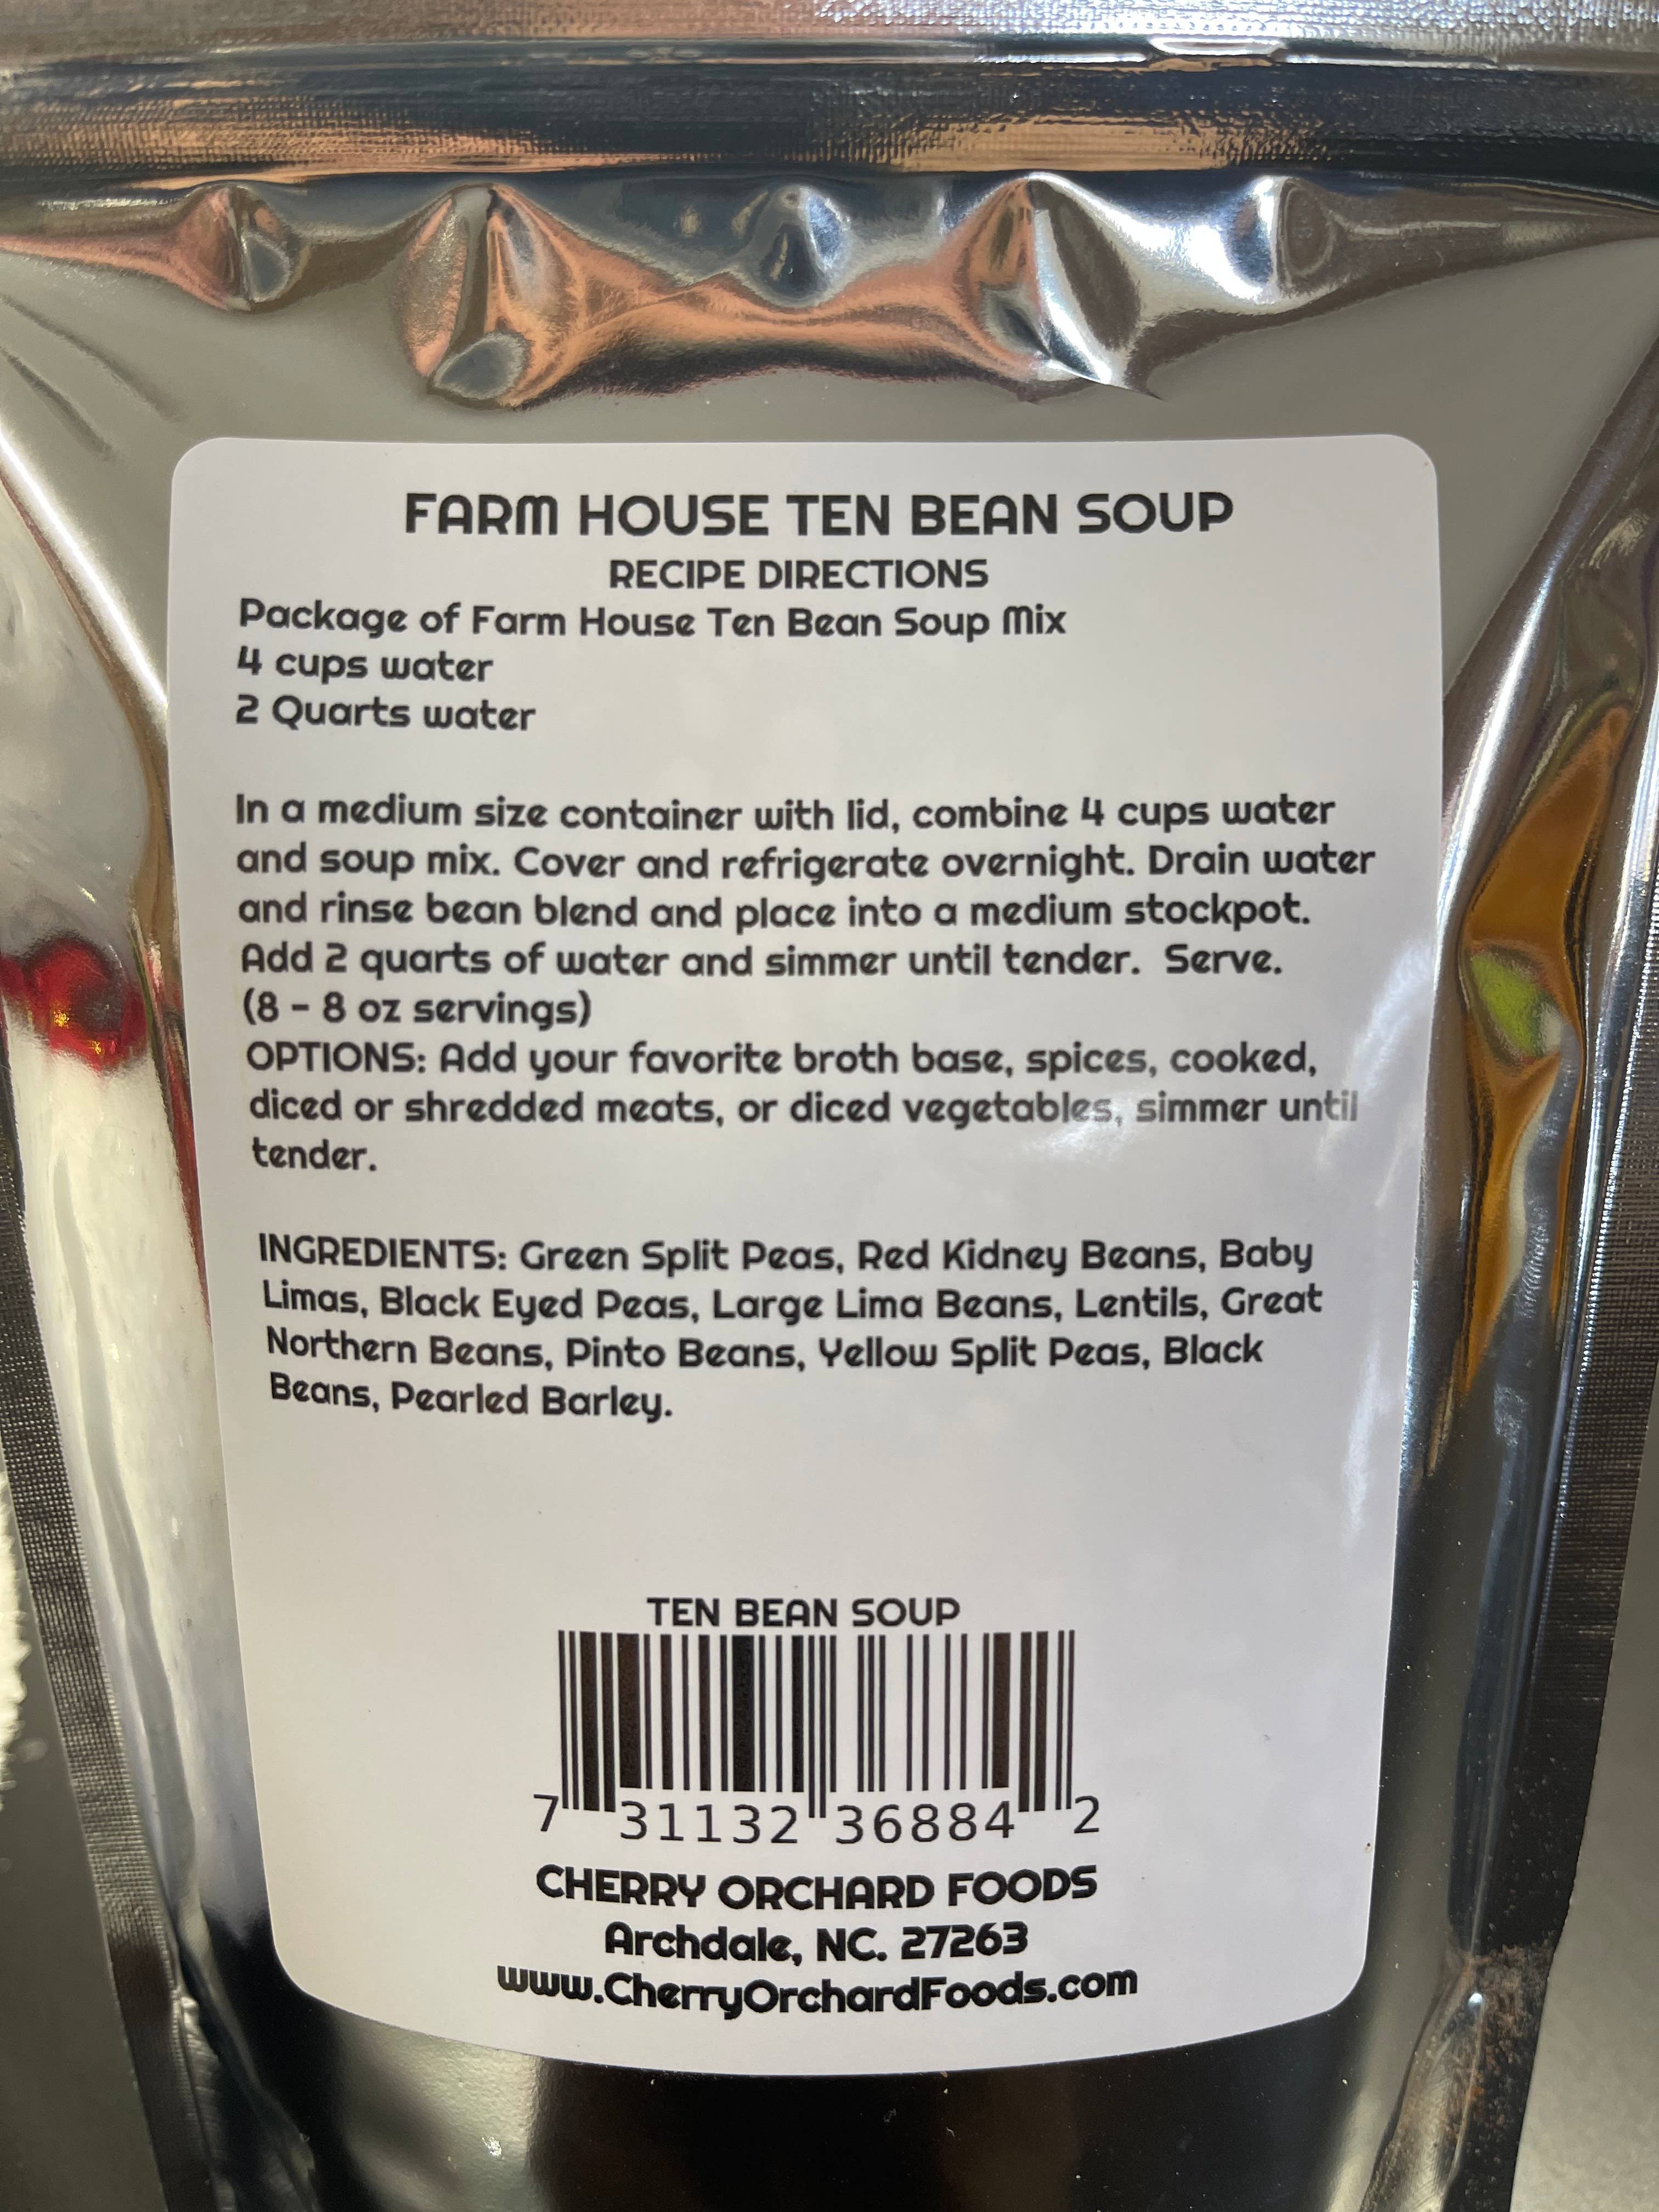 FARM HOUSE TEN BEAN SOUP
RECIPE DIRECTIONS
Package of Farm House Ten Bean Soup Mix
4 cups water
2 Quarts water
In a medium size container with lid, combine 4 cups water
and soup mix. Cover and refrigerate overnight. Drain water
and rinse bean blend and place into a medium stockpot.
Add 2 quarts of water and simmer until tender. Serve.
(8 - 8 oz servings)
OPTIONS: Add your favorite broth base, spices, cooked,
diced or shredded meats, or diced vegetables, simmer until
tender.
INGREDIENTS: Green Split Peas, Red Kidney Beans, Baby
Limas, Black Eyed Peas, Large Lima Beans, Lentils, Great
Northern Beans, Pinto Beans, Yellow Split Peas, Black
Beans, Pearled Barley.
TEN BEAN SOUP
7 31132 36884 2
CHERRY ORCHARD FOODS
Archdale, NC. 27263
www.CherryOrchardFoods.com